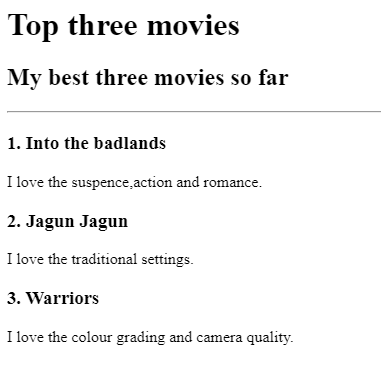 Top three movies
My best three movies so far
1. Into the badlands
I love the suspence,action and romance.
2. Jagun Jagun
I love the traditional settings.
3. Warriors
I love the colour grading and camera quality.